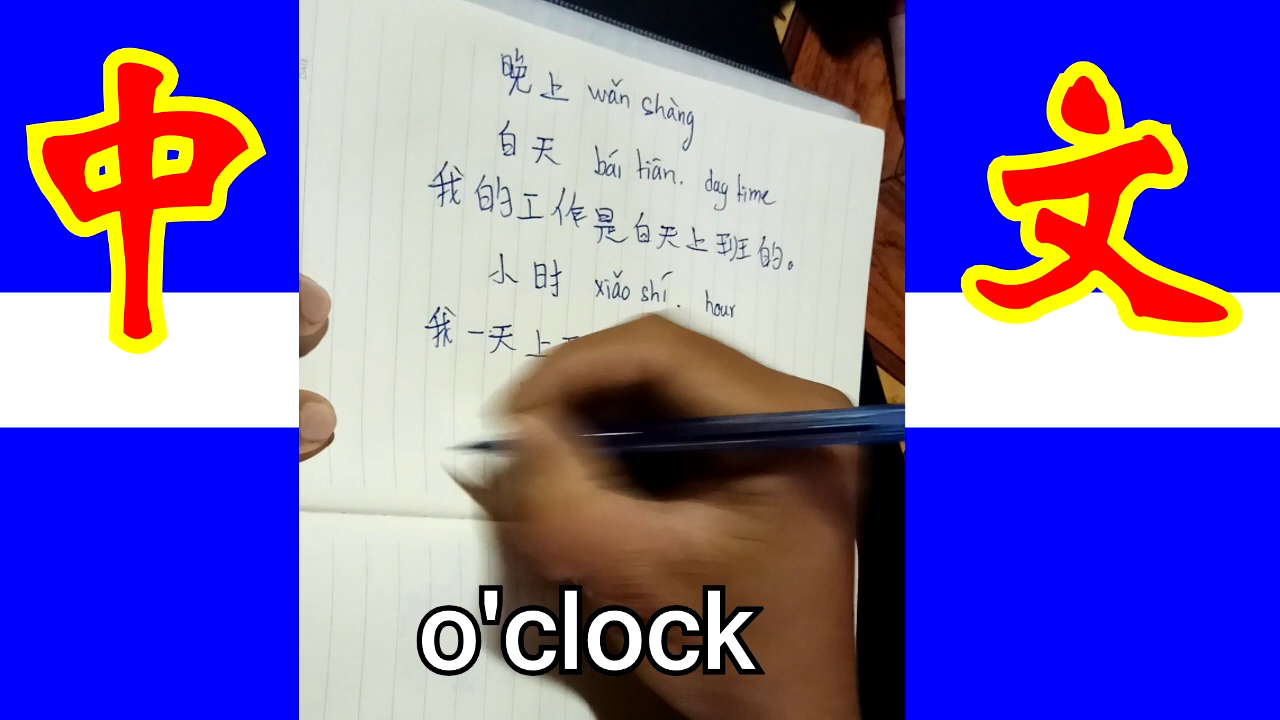 中文
晚上 wǎn shàng
白天 bái tiān. day time
我的工作是白天上班的。
小时 xiǎo shí. hour
我一天上
o'clock